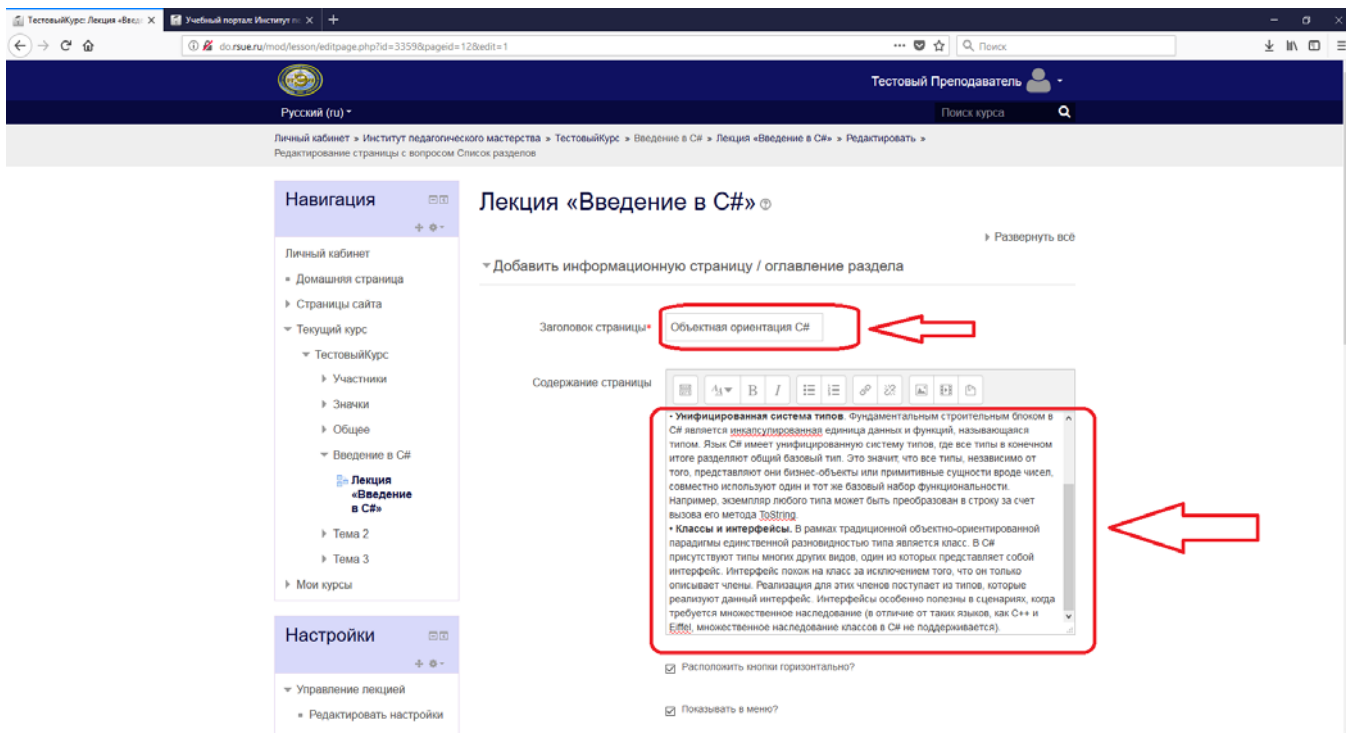 ТестовыйКурс: Лекция «Введ
Учебный портал: Институт п
do.rsue.ru/mod/lesson/editpage.php?id=3359&pageid=12&edit=1
Поиск
Тестовый Преподаватель
Русский (ru)
Поиск курса
Личный кабинет » Институт педагогического мастерства » ТестовыйКурс » Введение в C# » Лекция «Введение в C#» » Редактировать »
Редактирование страницы с вопросом Список разделов
Навигация
Личный кабинет
Домашняя страница
Страницы сайта
Текущий курс
ТестовыйКурс
Участники
Значки
Общее
Введение в C#
Лекция
«Введение
в C#»
Тема 2
Тема 3
Мои курсы
Настройки
Управление лекцией
Редактировать настройки
Лекция «Введение в C#»
Развернуть всё
Добавить информационную страницу / оглавление раздела
Заголовок страницы*
Объектная ориентация C#
Содержание страницы
B I
• Унифицированная система типов. Фундаментальным строительным блоком в
C# является инкапсулированная единица данных и функций, называющаяся
типом. Язык C# имеет унифицированную систему типов, где все типы в конечном
итоге разделяют общий базовый тип. Это значит, что все типы, независимо от
того, представляют они бизнес-объекты или примитивные сущности вроде чисел,
совместно используют один и тот же базовый набор функциональности.
Например, экземпляр любого типа может быть преобразован в строку за счет
вызова его метода ToString.
• Классы и интерфейсы. В рамках традиционной объектно-ориентированной
парадигмы единственной разновидностью типа является класс. В C#
присутствуют типы многих других видов, один из которых представляет собой
интерфейс. Интерфейс похож на класс за исключением того, что он только
описывает члены. Реализация для этих членов поступает из типов, которые
реализуют данный интерфейс. Интерфейсы особенно полезны в сценариях, когда
требуется множественное наследование (в отличие от таких языков, как C++ и
Eiffel, множественное наследование классов в C# не поддерживается).
Расположить кнопки горизонтально?
Показывать в меню?